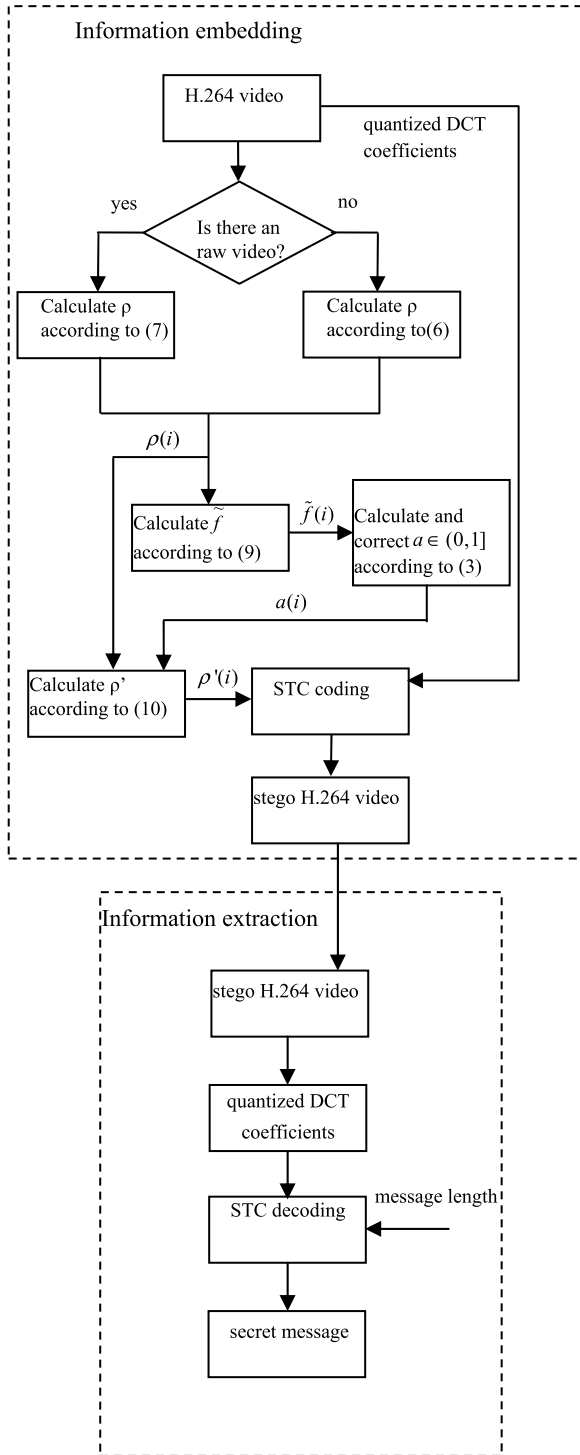 Information embedding
H.264 video
quantized DCT
coefficients
yes
no
Is there an
raw video?
Calculate ρ
according to (7)
Calculate ρ
according to(6)
ρ(i)
Calculate f̃
according to (9)
f̃(i)
Calculate and
correct a ∈ (0,1]
according to (3)
a(i)
Calculate ρ’
according to (10)
ρ'(i)
STC coding
stego H.264 video
Information extraction
stego H.264 video
quantized DCT
coefficients
STC decoding
message length
secret message